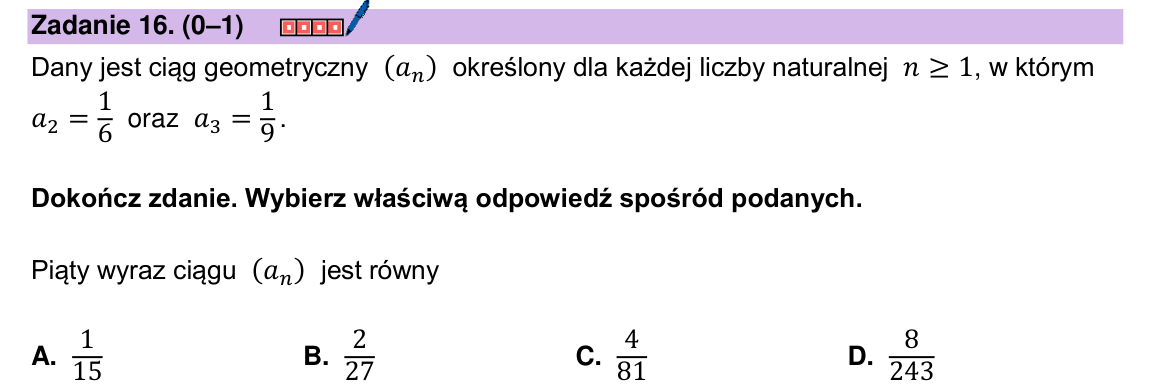 Zadanie 16. (0–1)
Dany jest ciąg geometryczny (aₙ) określony dla każdej liczby naturalnej n ≥ 1, w którym
a₂ = 1/6 oraz a₃ = 1/9.
Dokończ zdanie. Wybierz właściwą odpowiedź spośród podanych.
Piąty wyraz ciągu (aₙ) jest równy
A. 1/15 B. 2/27 C. 4/81 D. 8/243